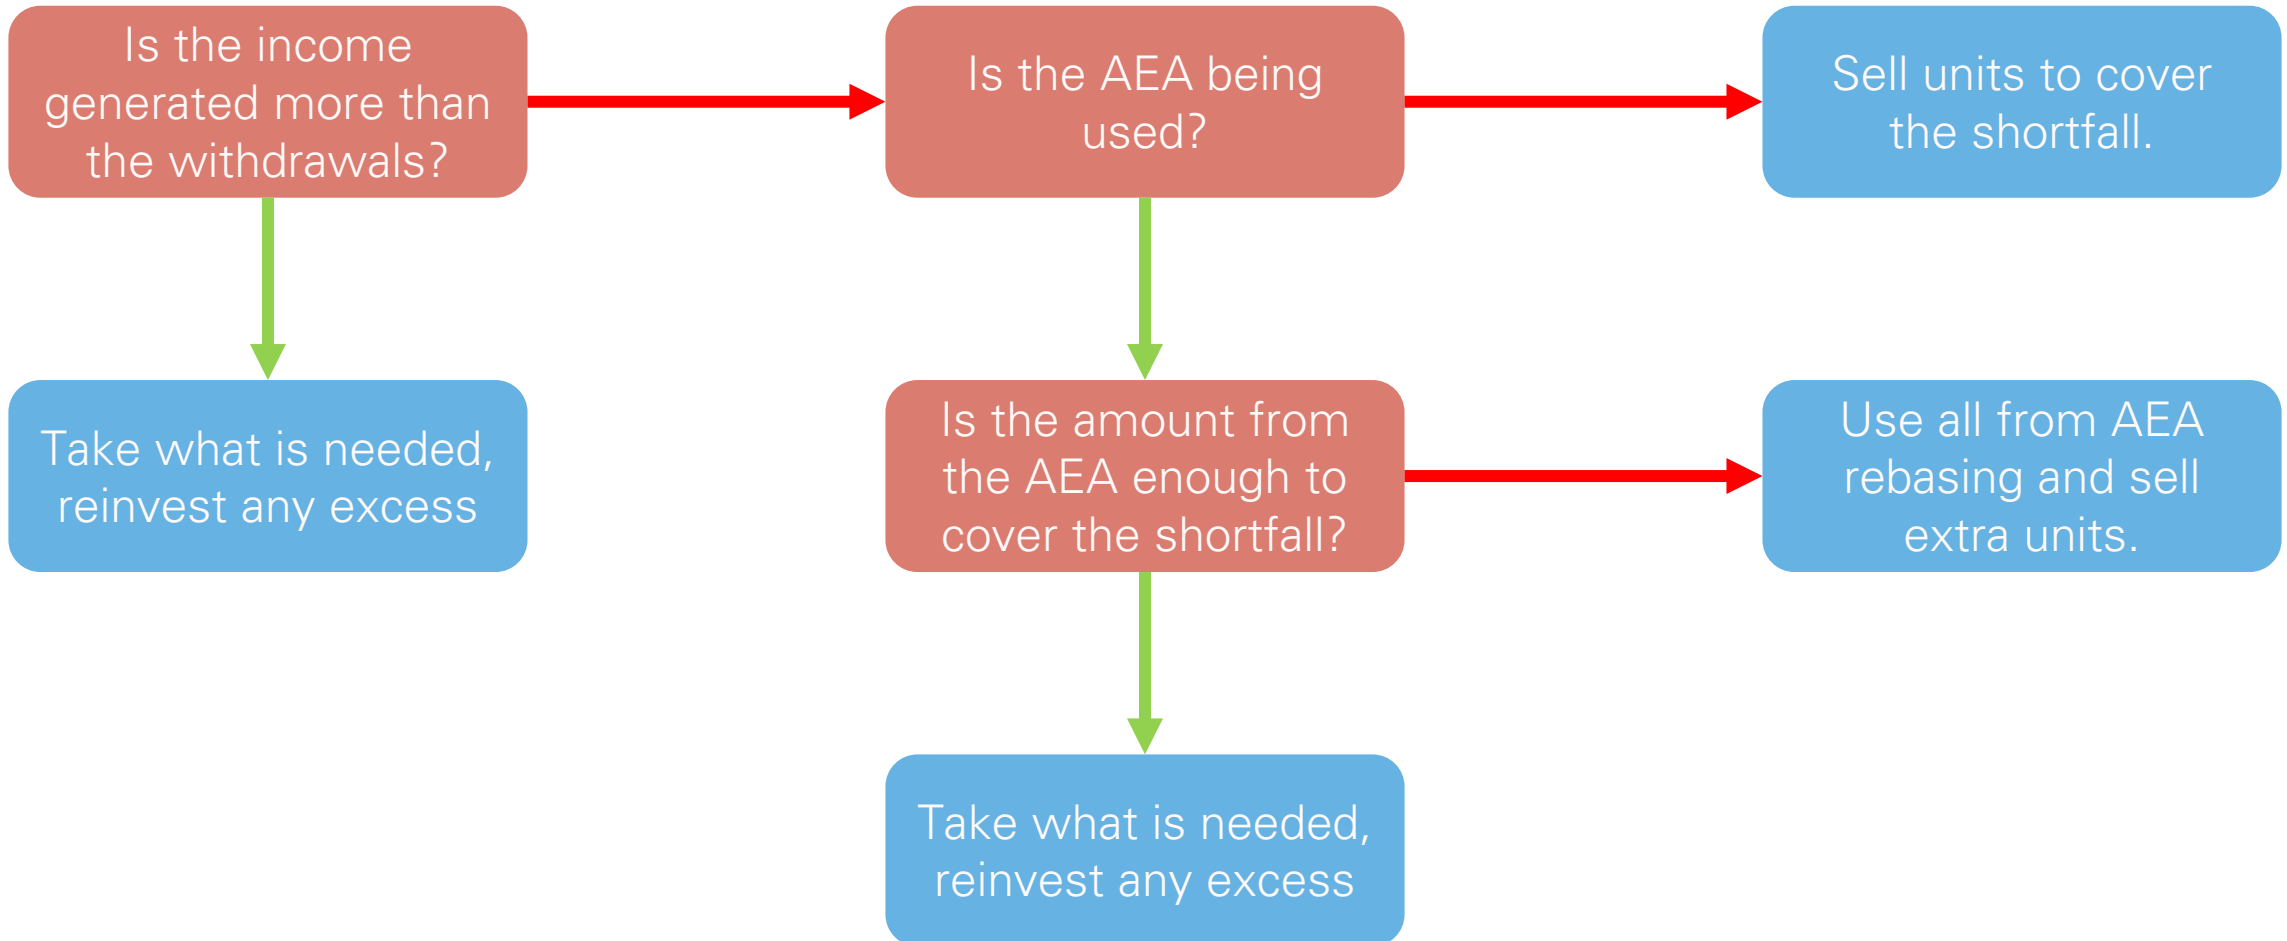 Is the income
generated more than
the withdrawals?
Is the AEA being
used?
Sell units to cover
the shortfall.
Take what is needed,
reinvest any excess
Is the amount from
the AEA enough to
cover the shortfall?
Use all from AEA
rebasing and sell
extra units.
Take what is needed,
reinvest any excess